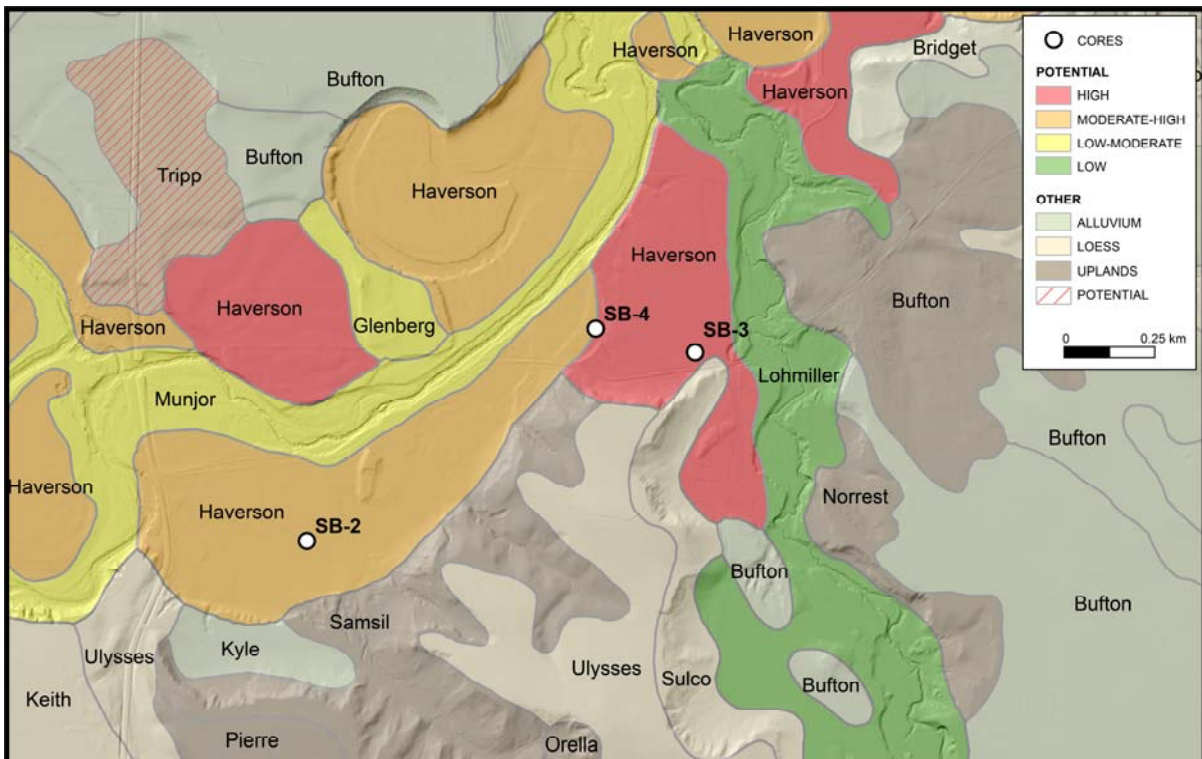 Haverson
Haverson
Bridget
Bufton
Haverson
Tripp
Bufton
Haverson
Haverson
Bufton
Haverson
Haverson
Glenberg
SB-4
SB-3
Munjor
Lohmiller
Bufton
Haverson
Haverson
SB-2
Norrest
Bufton
Bufton
Samsil
Ulysses
Kyle
Ulysses
Sulco
Bufton
Keith
Pierre
Orella
CORES
POTENTIAL
HIGH
MODERATE-HIGH
LOW-MODERATE
LOW
OTHER
ALLUVIUM
LOESS
UPLANDS
POTENTIAL
0 0.25 km